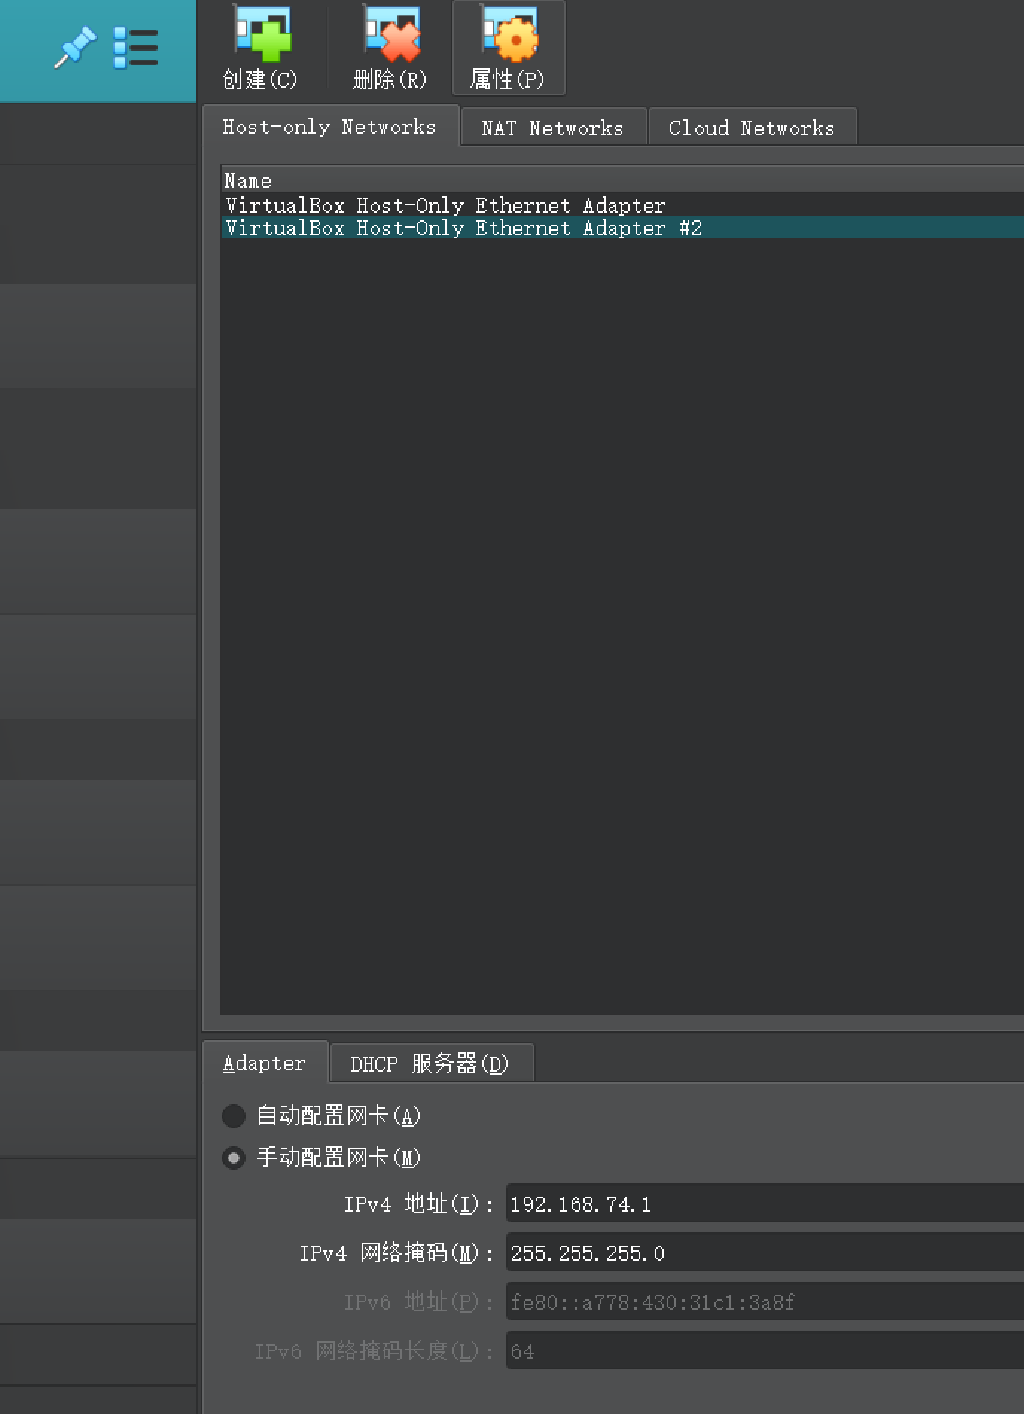 创建(C) 删除(R) 属性(P)
Host-only Networks NAT Networks Cloud Networks
Name
VirtualBox Host-Only Ethernet Adapter
VirtualBox Host-Only Ethernet Adapter #2
Adapter DHCP 服务器(D)
自动配置网卡(A)
手动配置网卡(M)
IPv4 地址(I): 192.168.74.1
IPv4 网络掩码(M): 255.255.255.0
IPv6 地址(P): fe80::a778:430:31c1:3a8f
IPv6 网络掩码长度(L): 64